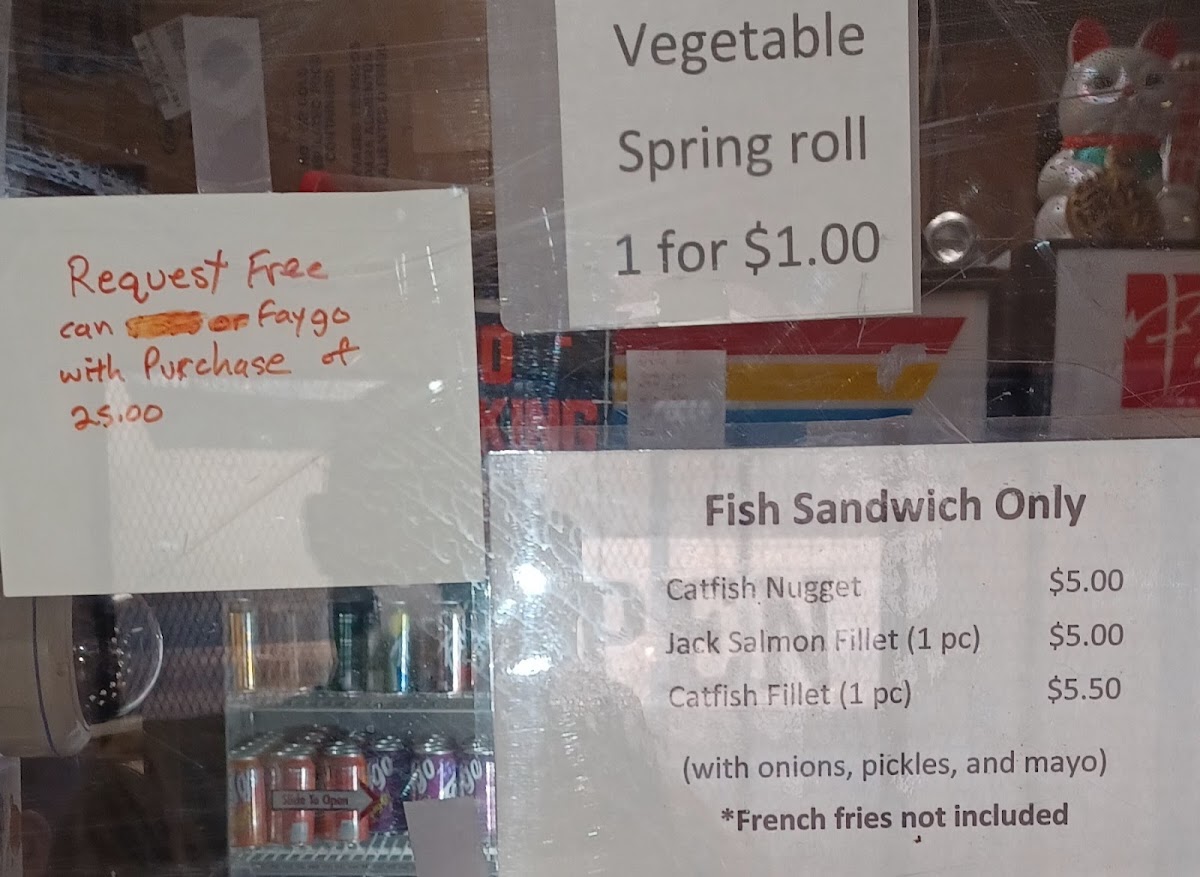 Vegetable
Spring roll
1 for $1.00
Request Free
can or Faygo
with Purchase of
25.00
KING
Fish Sandwich Only
Catfish Nugget $5.00
Jack Salmon Fillet (1 pc) $5.00
Catfish Fillet (1 pc) $5.50
(with onions, pickles, and mayo)
*French fries not included
Slide To Open